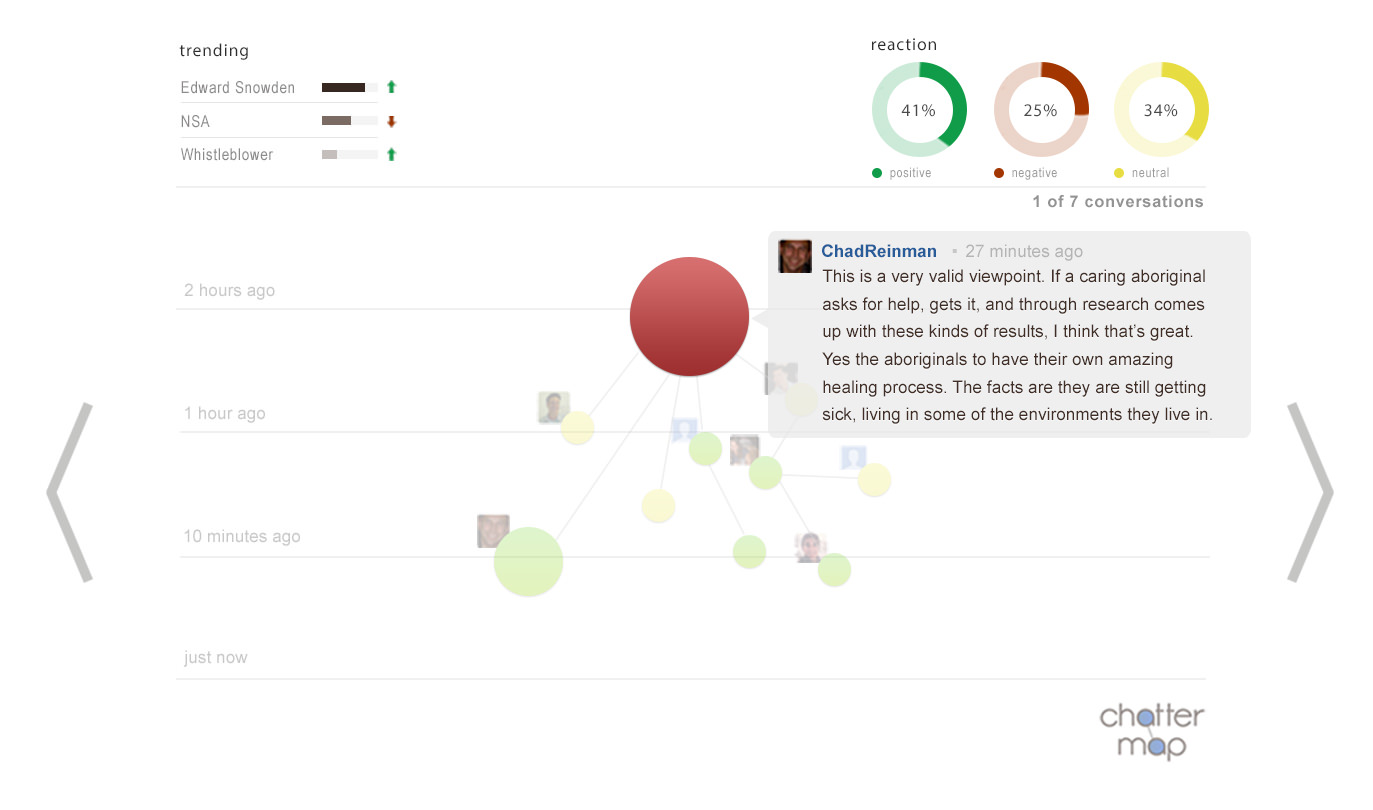 trending
Edward Snowden
NSA
Whistleblower
reaction
41%
25%
34%
positive
negative
neutral
1 of 7 conversations
ChadReinman • 27 minutes ago
This is a very valid viewpoint. If a caring aboriginal
asks for help, gets it, and through research comes
up with these kinds of results, I think that's great.
Yes the aboriginals to have their own amazing
healing process. The facts are they are still getting
sick, living in some of the environments they live in.
2 hours ago
1 hour ago
10 minutes ago
just now
chatter
map